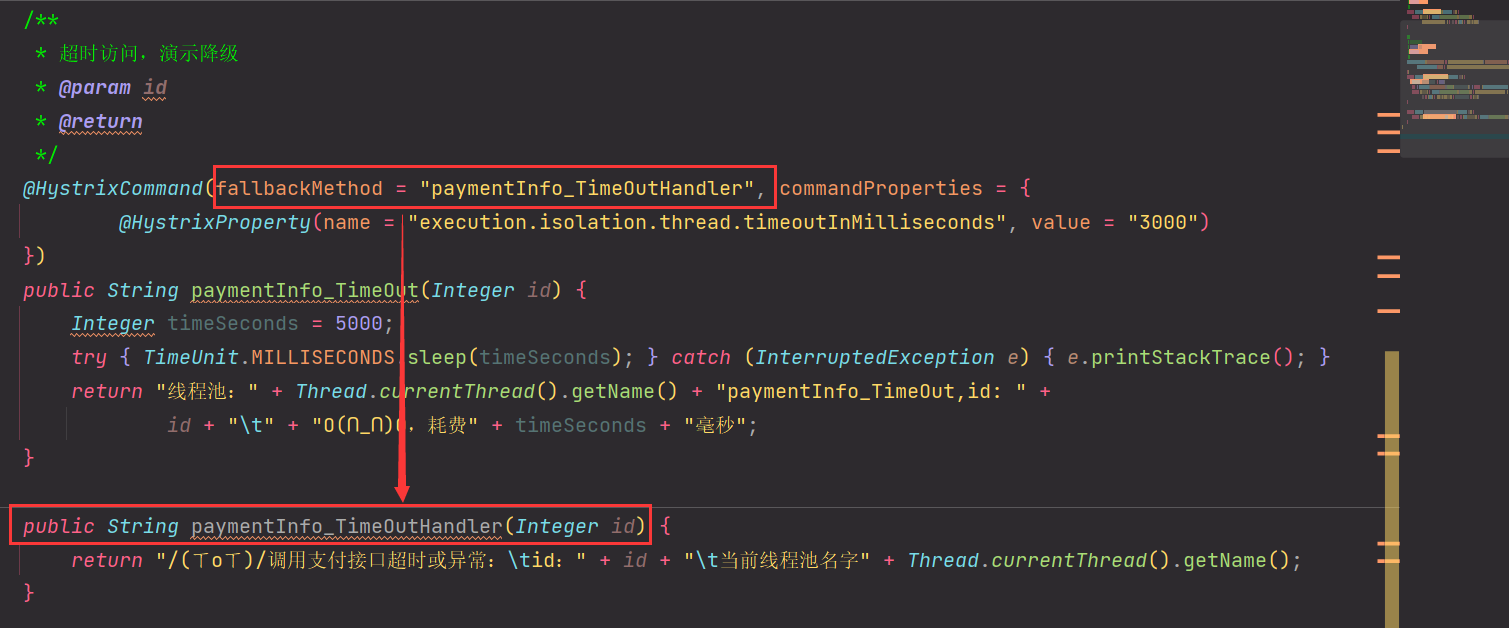 /**
 * 超时访问，演示降级
 * @param id
 * @return
 */
@HystrixCommand(fallbackMethod = "paymentInfo_TimeOutHandler", commandProperties = {
        @HystrixProperty(name = "execution.isolation.thread.timeoutInMilliseconds", value = "3000")
})
public String paymentInfo_TimeOut(Integer id) {
    Integer timeSeconds = 5000;
    try { TimeUnit.MILLISECONDS.sleep(timeSeconds); } catch (InterruptedException e) { e.printStackTrace(); }
    return "线程池：" + Thread.currentThread().getName() + "paymentInfo_TimeOut,id: " +
            id + "\t" + "O(∩_∩)O，耗费" + timeSeconds + "毫秒";
}
public String paymentInfo_TimeOutHandler(Integer id) {
    return "/(ㄒoㄒ)/调用支付接口超时或异常：\tid：" + id + "\t当前线程池名字" + Thread.currentThread().getName();
}